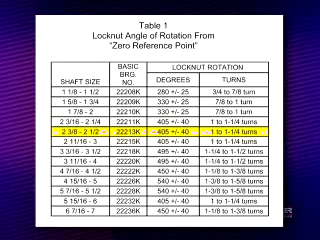 Table 1
Locknut Angle of Rotation From
“Zero Reference Point”
SHAFT SIZE BASIC BRG. NO. LOCKNUT ROTATION
DEGREES TURNS
1 1/8 - 1 1/2 22208K 280 +/- 25 3/4 to 7/8 turn
1 5/8 - 1 3/4 22209K 330 +/- 25 7/8 to 1 turn
1 7/8 - 2 22210K 330 +/- 25 7/8 to 1 turn
2 3/16 - 2 1/4 22211K 405 +/- 40 1 to 1-1/4 turns
2 3/8 - 2 1/2 22213K 405 +/- 40 1 to 1-1/4 turns
2 11/16 - 3 22215K 405 +/- 40 1 to 1-1/4 turns
3 3/16 - 3 1/2 22218K 495 +/- 40 1-1/4 to 1-1/2 turns
3 11/16 - 4 22220K 495 +/- 40 1-1/4 to 1-1/2 turns
4 7/16 - 4 1/2 22222K 450 +/- 40 1-1/8 to 1-3/8 turns
4 15/16 - 5 22226K 540 +/- 40 1-3/8 to 1-5/8 turns
5 7/16 - 5 1/2 22228K 540 +/- 40 1-3/8 to 1-5/8 turns
5 15/16 - 6 22232K 405 +/- 40 1 to 1-1/4 turns
6 7/16 - 7 22236K 450 +/- 40 1-1/8 to 1-3/8 turns